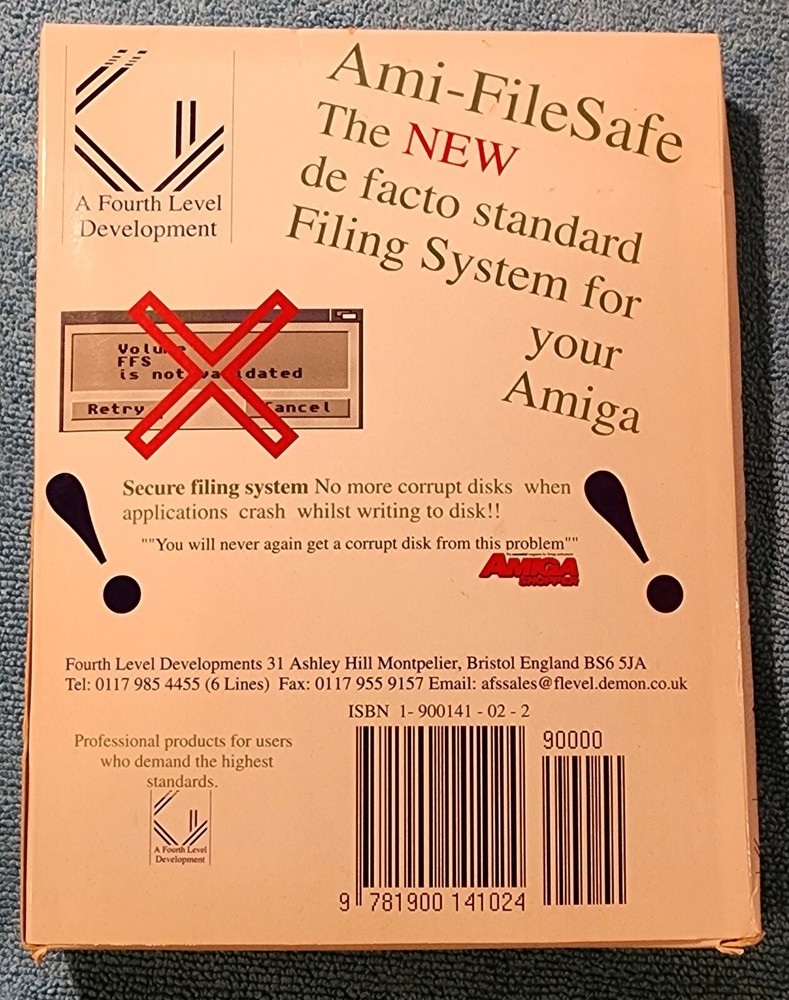 A Fourth Level
Development
Ami-FileSafe
The NEW
de facto standard
Filing System for
your
Amiga
Volume
FFS
is not validated
Retry
Cancel
Secure filing system No more corrupt disks when
applications crash whilst writing to disk!!
""You will never again get a corrupt disk from this problem""
AMIGA
SHOPPER
Fourth Level Developments 31 Ashley Hill Montpelier, Bristol England BS6 5JA
Tel: 0117 985 4455 (6 Lines) Fax: 0117 955 9157 Email: afssales@flevel.demon.co.uk
ISBN 1-900141-02-2
90000
Professional products for users
who demand the highest
standards.
A Fourth Level
Development
9 781900 141024